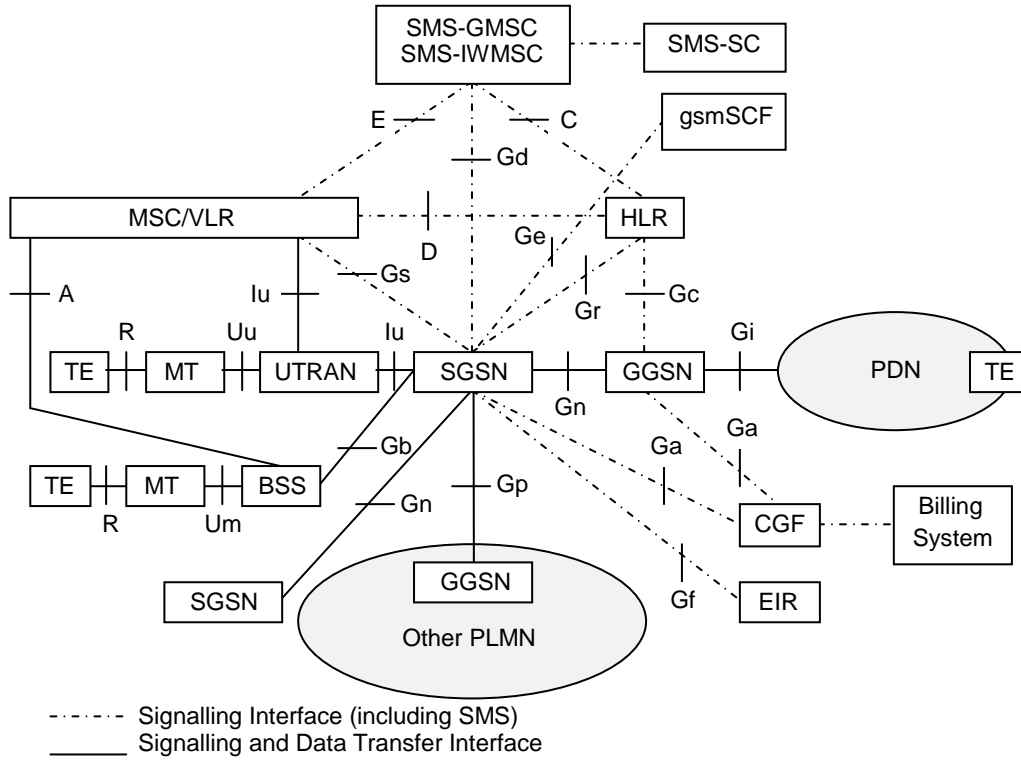 SMS-GMSC
SMS-IWMSC
SMS-SC
gsmSCF
E
C
Gd
MSC/VLR
HLR
D
Ge
Gs
A
Iu
Gr
Gc
R
Uu
Iu
Gi
TE
MT
UTRAN
SGSN
GGSN
PDN
TE
Gn
Gb
Ga
Ga
TE
MT
BSS
Gn
Gp
R
Um
CGF
Billing
System
SGSN
GGSN
Gf
EIR
Other PLMN
Signalling Interface (including SMS)
Signalling and Data Transfer Interface